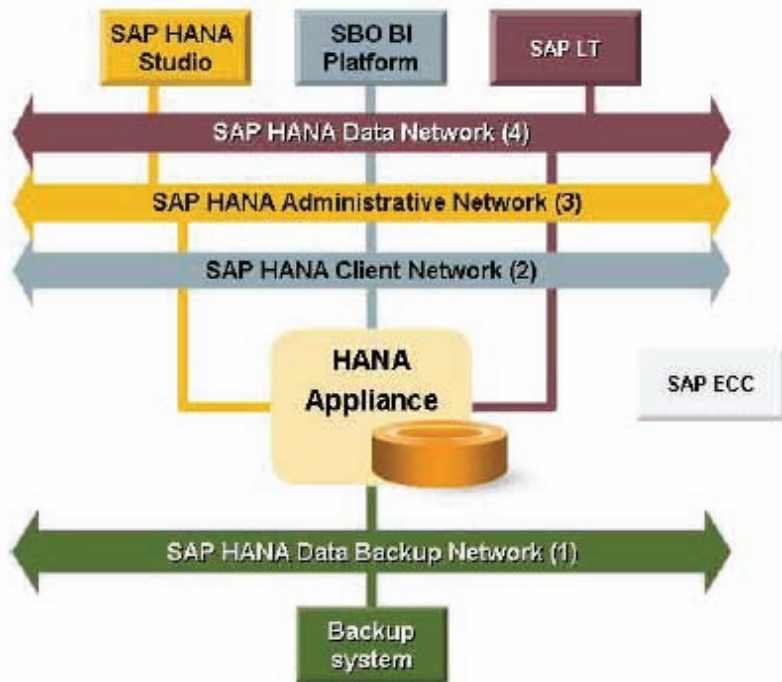 SAP HANA
Studio
SBO BI
Platform
SAP LT
SAP HANA Data Network (4)
SAP HANA Administrative Network (3)
SAP HANA Client Network (2)
HANA
Appliance
SAP ECC
SAP HANA Data Backup Network (1)
Backup
system